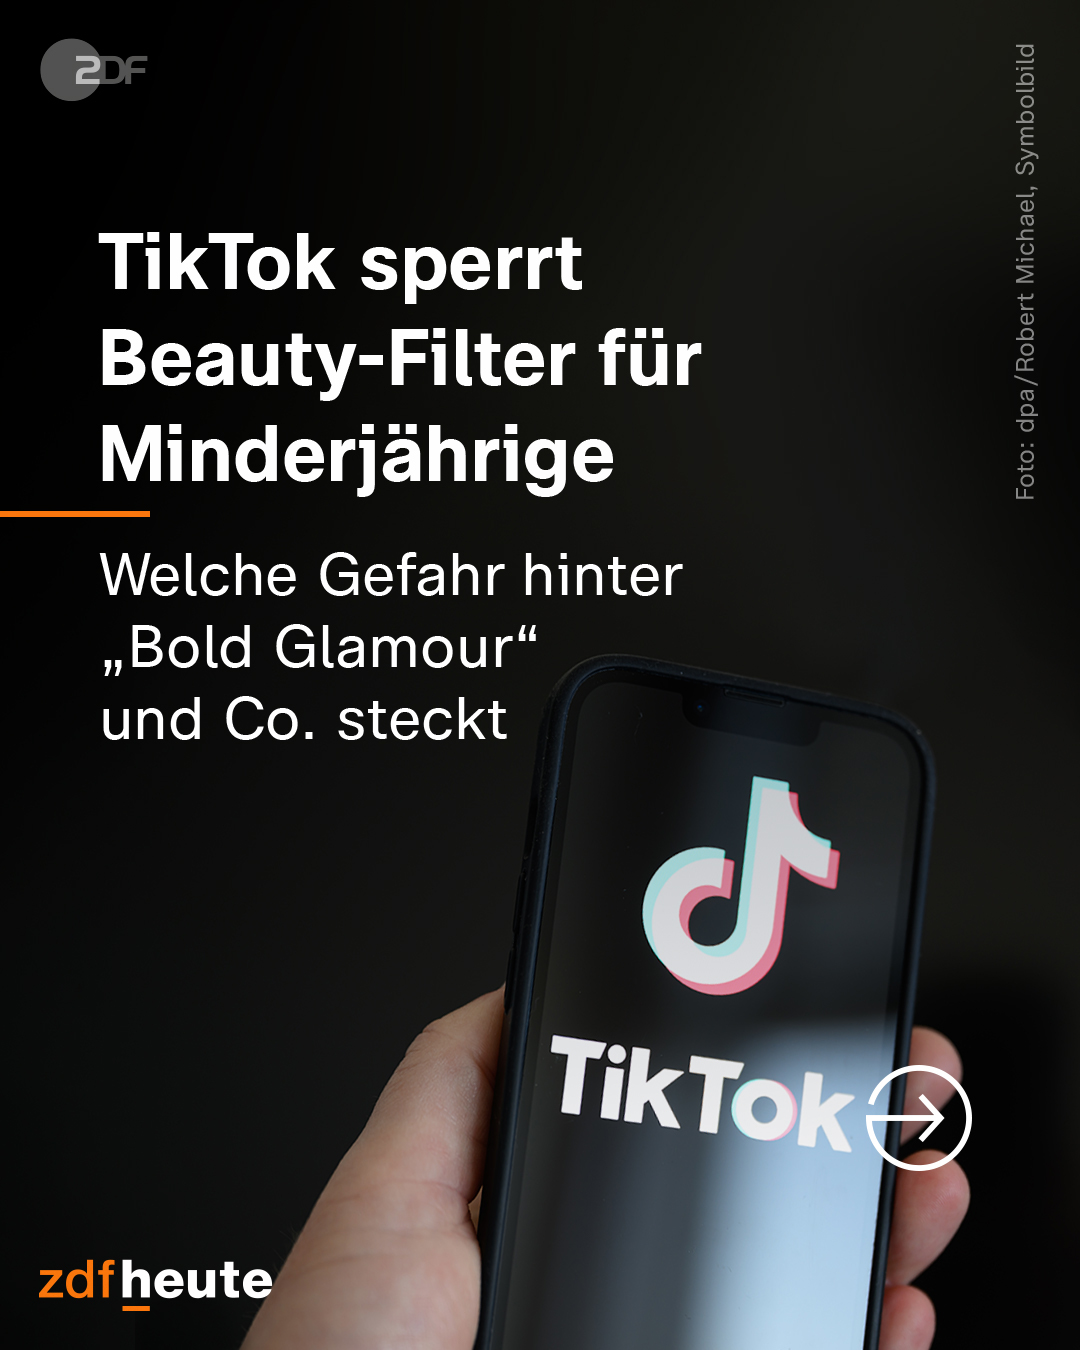 ZDF
Foto: dpa/Robert Michael, Symbolbild
TikTok sperrt
Beauty-Filter für
Minderjährige
Welche Gefahr hinter
„Bold Glamour“
und Co. steckt
TikTok
zdfheute